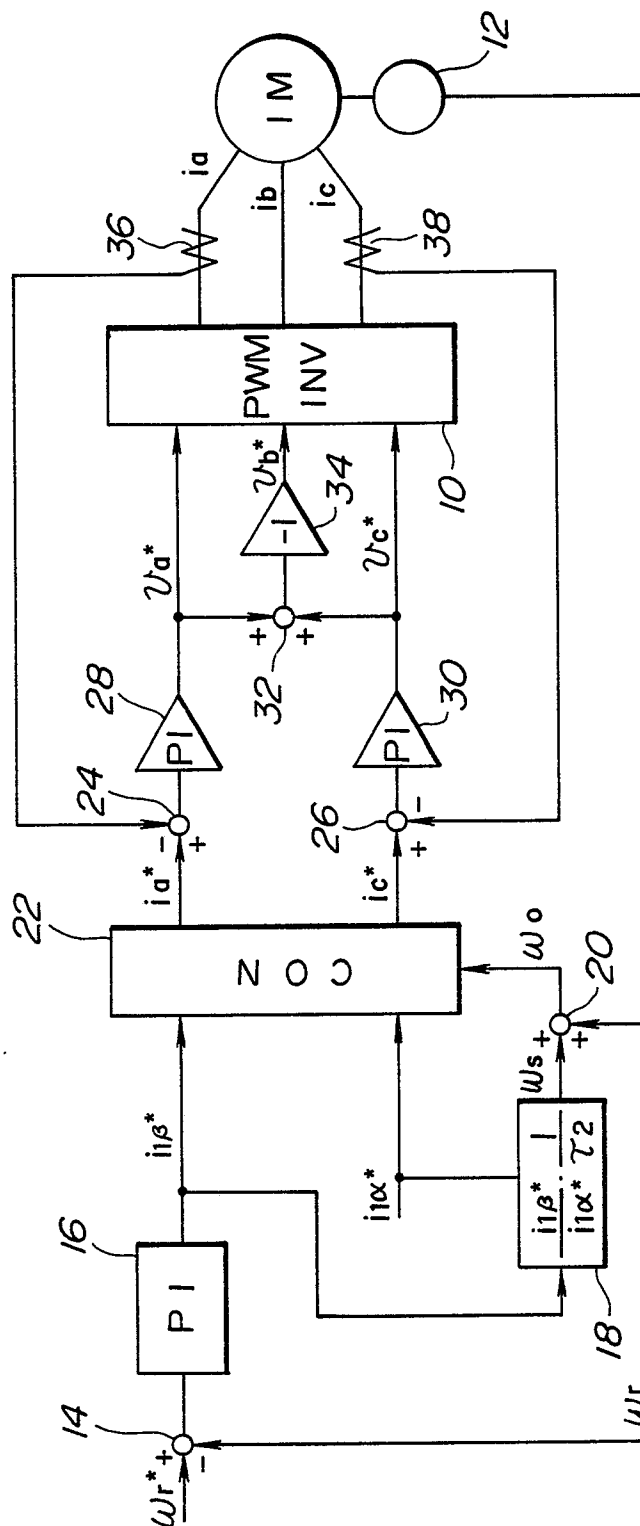 ωr*
+
-
14
PI
16
i1β*
i1α*
i1β* / i1α* · 1 / τ2
18
ωs
+
+
20
ωo
ωr
CON
22
ia*
ic*
-
+
24
+
-
26
PI
28
PI
30
va*
+
+
32
-1
34
vb*
vc*
PWM
INV
10
36
38
ia
ib
ic
IM
12